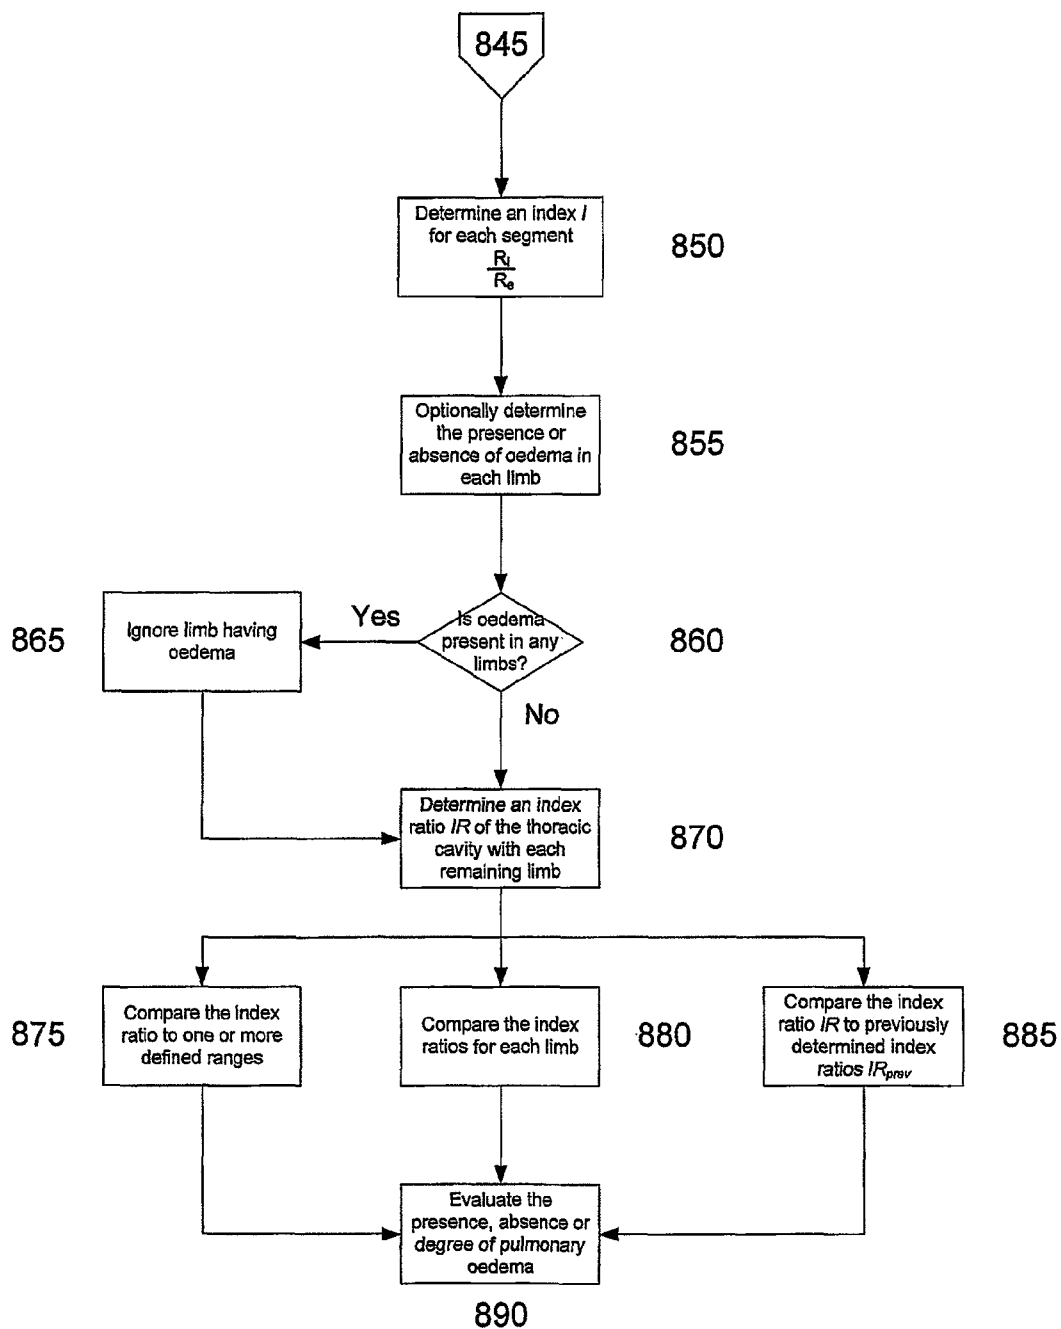 845
Determine an index I
for each segment
Ri
Re
850
Optionally determine
the presence or
absence of oedema in
each limb
855
865
Ignore limb having
oedema
Yes
Is oedema
present in any
limbs?
860
No
Determine an index
ratio IR of the thoracic
cavity with each
remaining limb
870
875
Compare the index
ratio to one or more
defined ranges
Compare the index
ratios for each limb
880
Compare the index
ratio IR to previously
determined index
ratios IRprev
885
Evaluate the
presence, absence or
degree of pulmonary
oedema
890